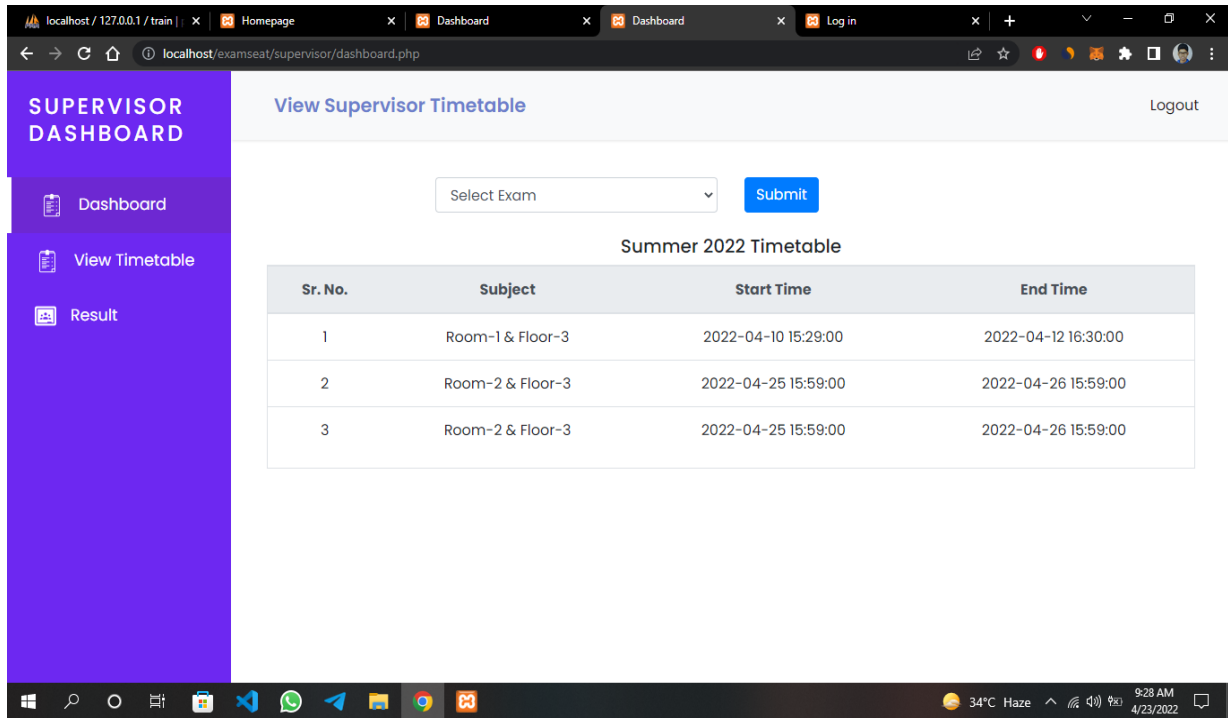 localhost / 127.0.0.1 / train |
Homepage
Dashboard
Dashboard
Log in
localhost/examseat/supervisor/dashboard.php
SUPERVISOR
DASHBOARD
View Supervisor Timetable
Logout
Dashboard
View Timetable
Result
Select Exam
Submit
Summer 2022 Timetable
Sr. No. Subject Start Time End Time
1 Room-1 & Floor-3 2022-04-10 15:29:00 2022-04-12 16:30:00
2 Room-2 & Floor-3 2022-04-25 15:59:00 2022-04-26 15:59:00
3 Room-2 & Floor-3 2022-04-25 15:59:00 2022-04-26 15:59:00
34°C Haze
9:28 AM
4/23/2022